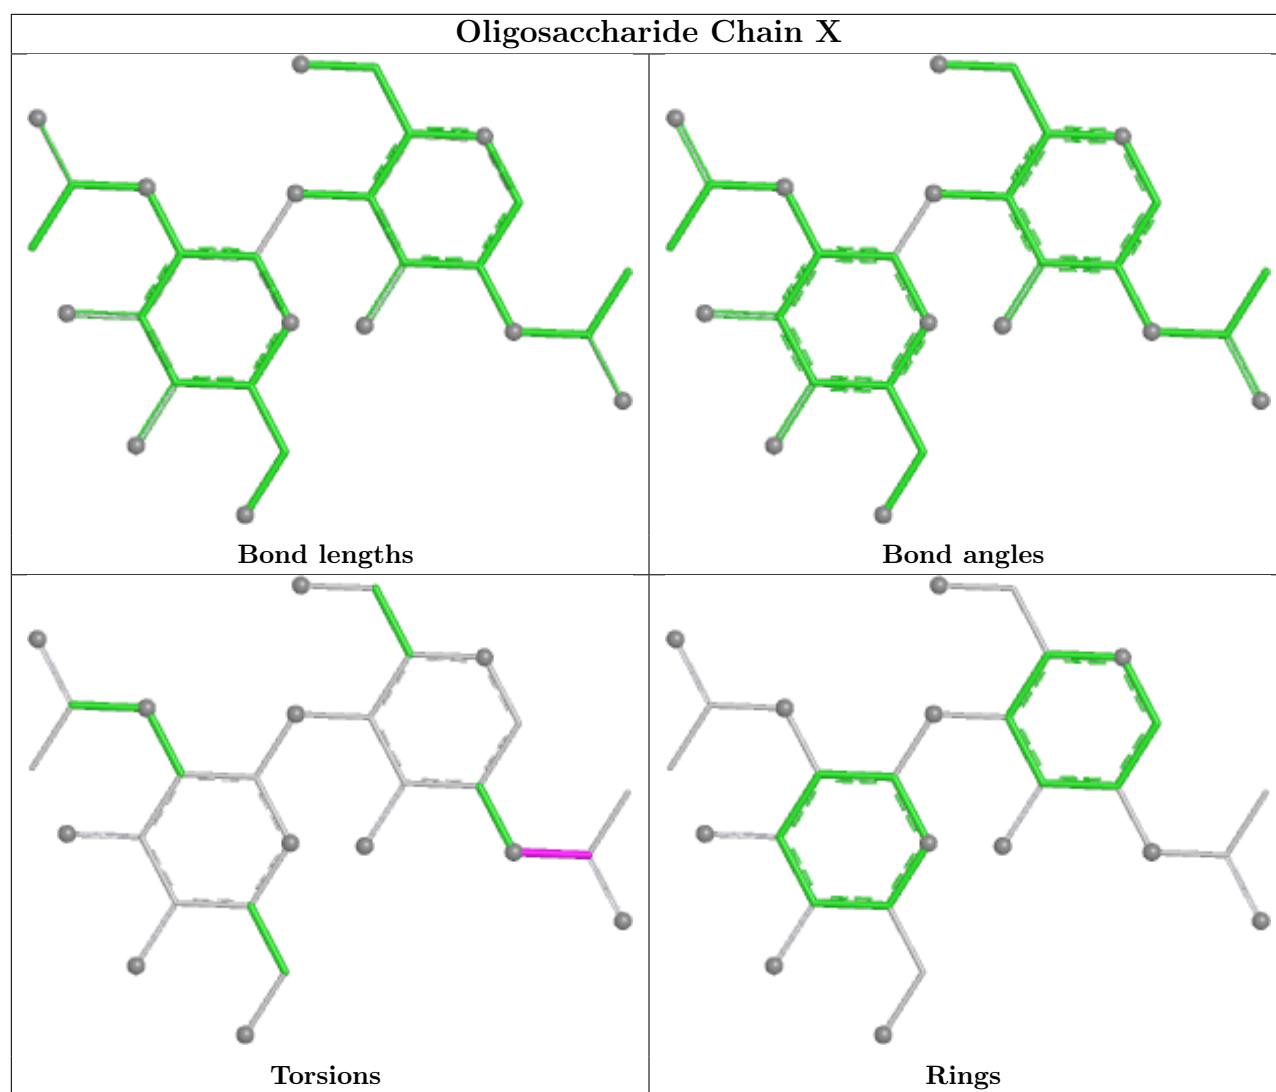 Oligosaccharide Chain X
Bond lengths
Bond angles
Torsions
Rings